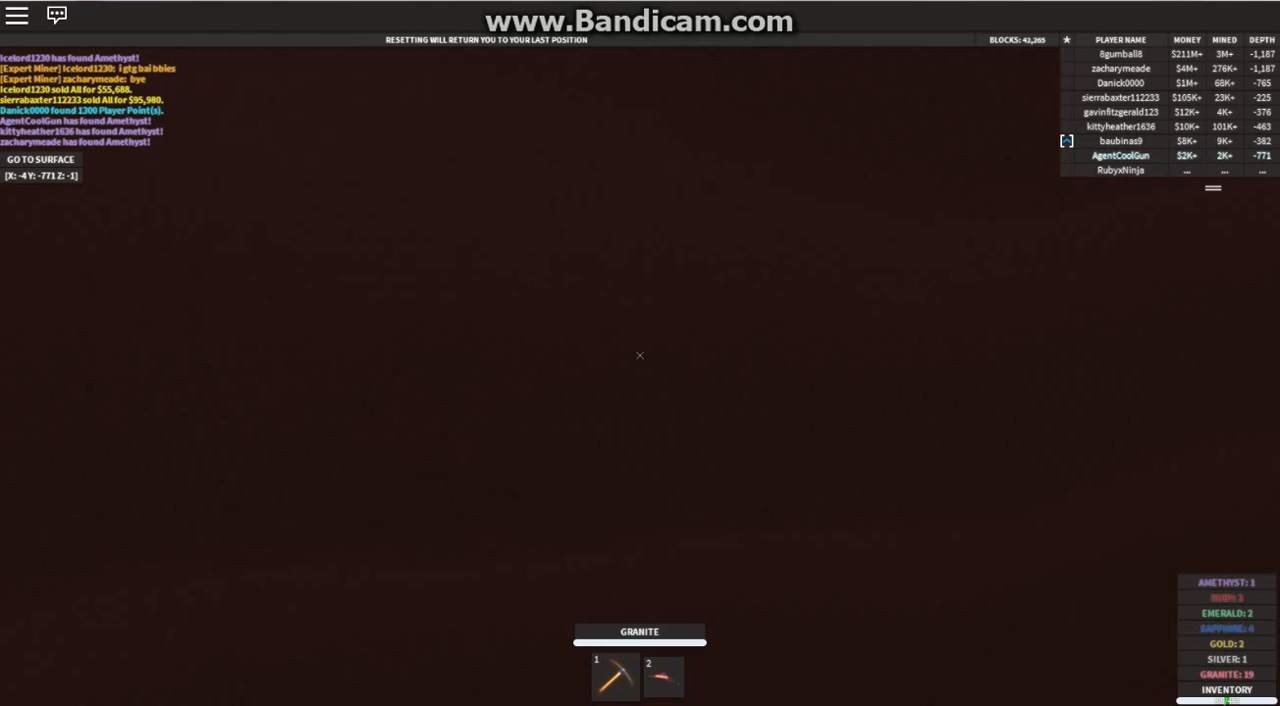 www.Bandicam.com
RESETTING WILL RETURN YOU TO YOUR LAST POSITION
BLOCKS: 42,265
Icelord1230 has found Amethyst!
[Expert Miner] Icelord1230: i gtg bai bbies
[Expert Miner] zacharymeade: bye
Icelord1230 sold All for $55,688.
sierrabaxter112233 sold All for $95,980.
Danick0000 found 1300 Player Point(s).
AgentCoolGun has found Amethyst!
kittyheather1636 has found Amethyst!
zacharymeade has found Amethyst!
GO TO SURFACE
[X: -4 Y: -771 Z: -1]
★ PLAYER NAME MONEY MINED DEPTH
8gumball8 $211M+ 3M+ -1,187
zacharymeade $4M+ 276K+ -1,187
Danick0000 $1M+ 68K+ -765
sierrabaxter112233 $105K+ 23K+ -225
gavinfitzgerald123 $12K+ 4K+ -376
kittyheather1636 $10K+ 101K+ -463
baubinas9 $8K+ 9K+ -382
AgentCoolGun $2K+ 2K+ -771
RubyxNinja ... ... ...
GRANITE
1
2
AMETHYST: 1
EMERALD: 2
SAPPHIRE: 4
GOLD: 2
SILVER: 1
GRANITE: 19
INVENTORY